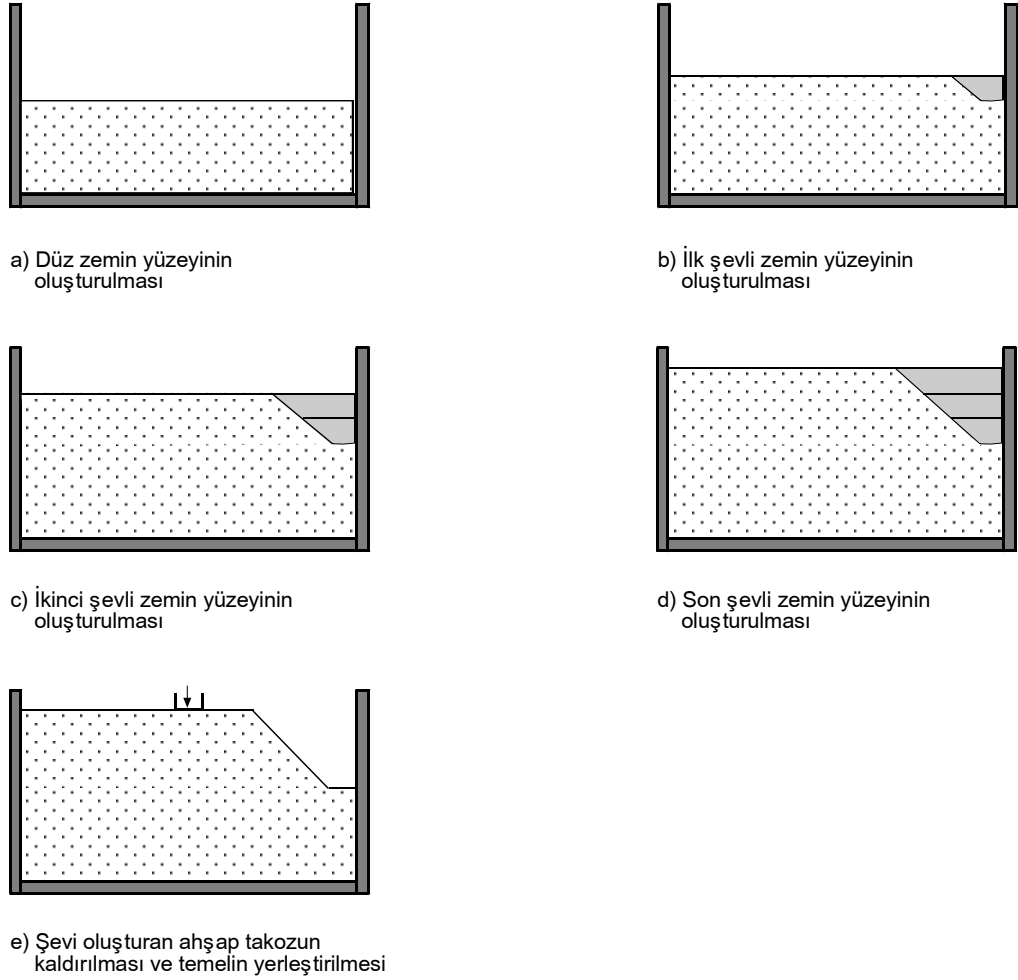 a) Düz zemin yüzeyinin
oluşturulması
b) İlk şevli zemin yüzeyinin
oluşturulması
c) İkinci şevli zemin yüzeyinin
oluşturulması
d) Son şevli zemin yüzeyinin
oluşturulması
e) Şevi oluşturan ahşap takozun
kaldırılması ve temelin yerleştirilmesi